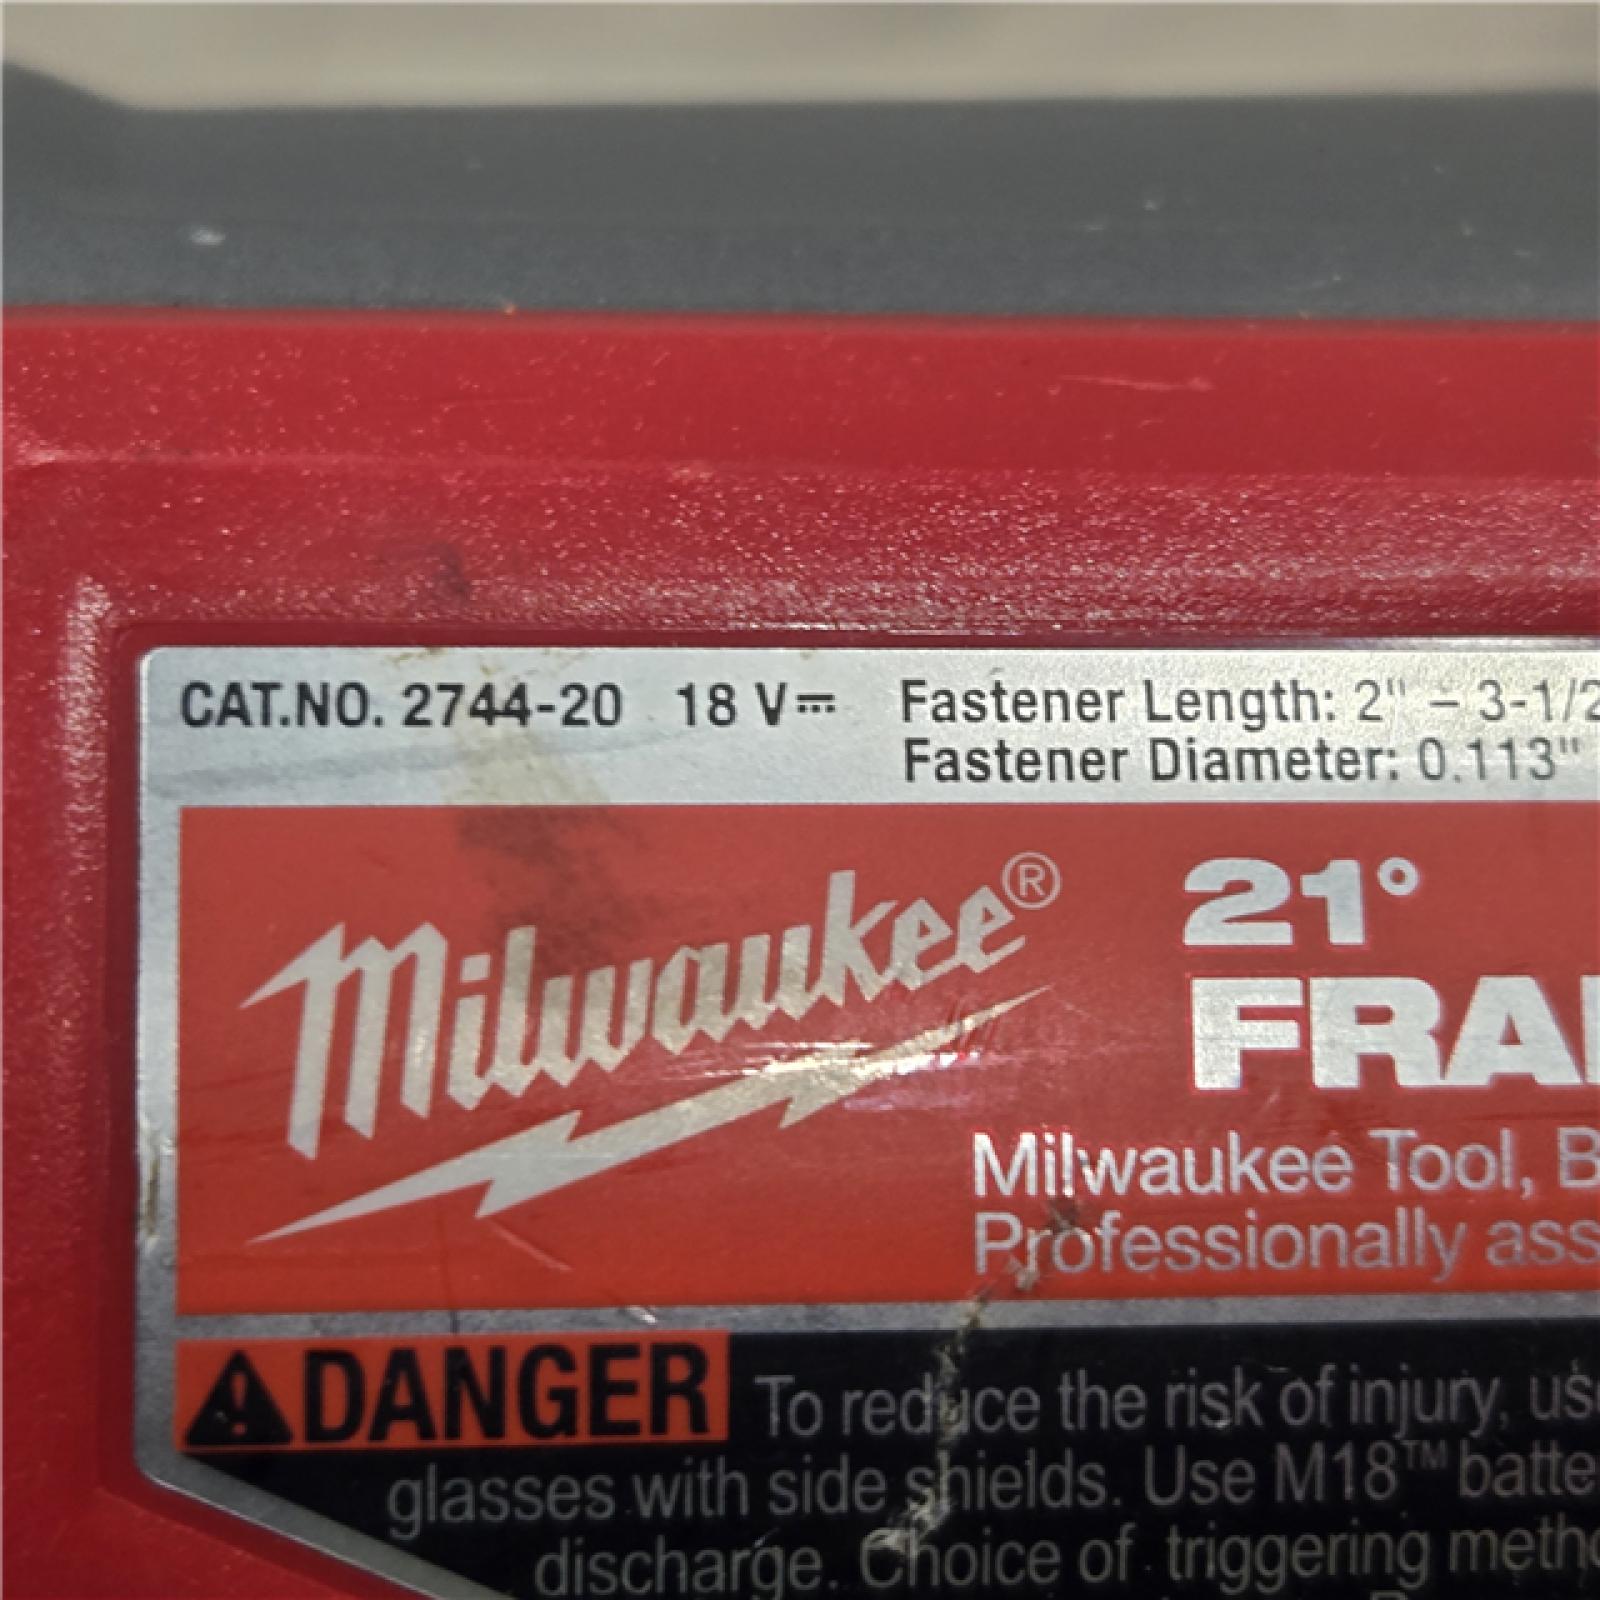 CAT.NO. 2744-20 18 V⎓ Fastener Length: 2" – 3-1/2
Fastener Diameter: 0.113"
Milwaukee®
21°
FRA
Milwaukee Tool, B
Professionally ass
DANGER To reduce the risk of injury, us
glasses with side shields. Use M18™ batte
discharge. Choice of triggering meth